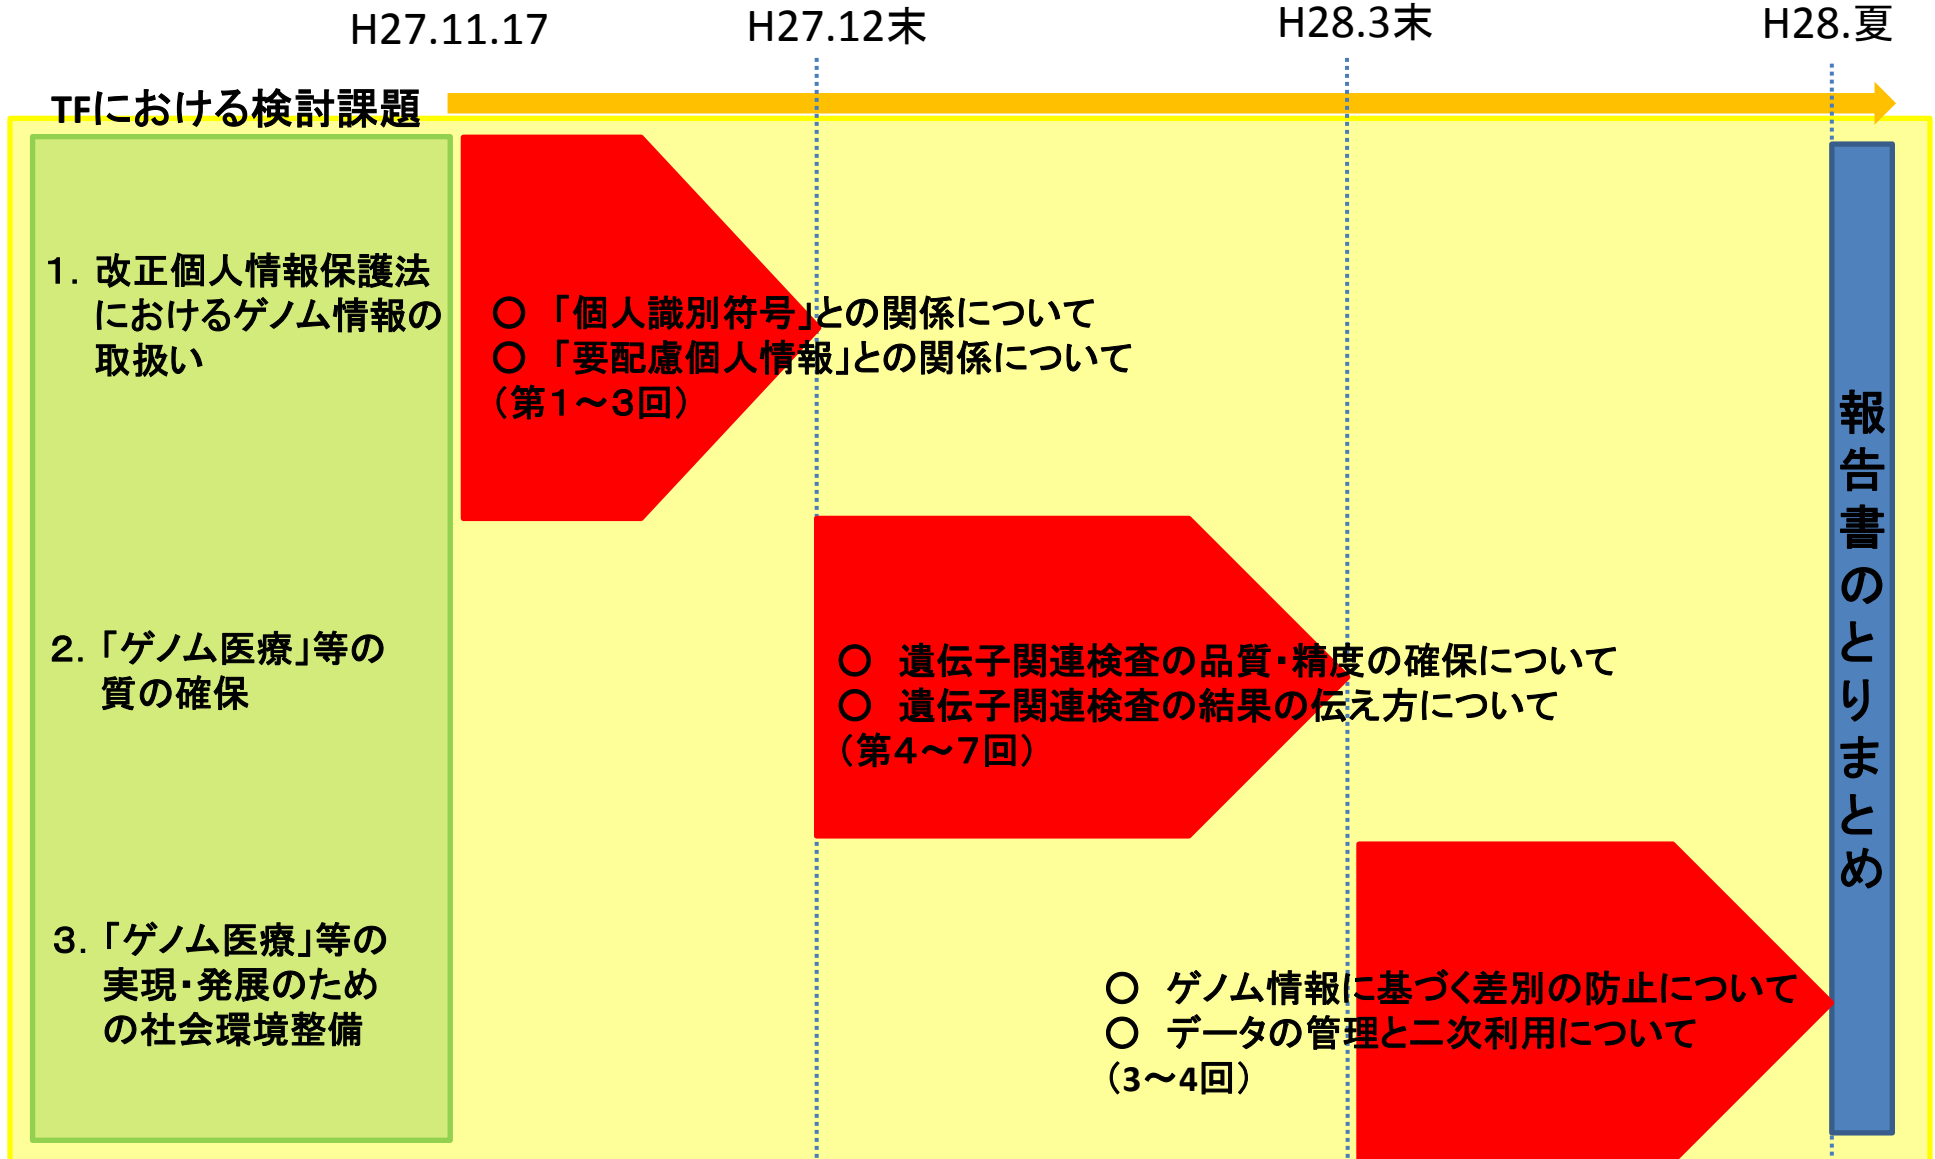 H27.11.17
H27.12末
H28.3末
H28.夏
TFにおける検討課題
１．改正個人情報保護法
におけるゲノム情報の
取扱い
○　「個人識別符号」との関係について
○　「要配慮個人情報」との関係について
（第１～３回）
２．「ゲノム医療」等の
質の確保
○　遺伝子関連検査の品質・精度の確保について
○　遺伝子関連検査の結果の伝え方について
（第４～７回）
３．「ゲノム医療」等の
実現・発展のため
の社会環境整備
○　ゲノム情報に基づく差別の防止について
○　データの管理と二次利用について
（3～4回）
報告書のとりまとめ